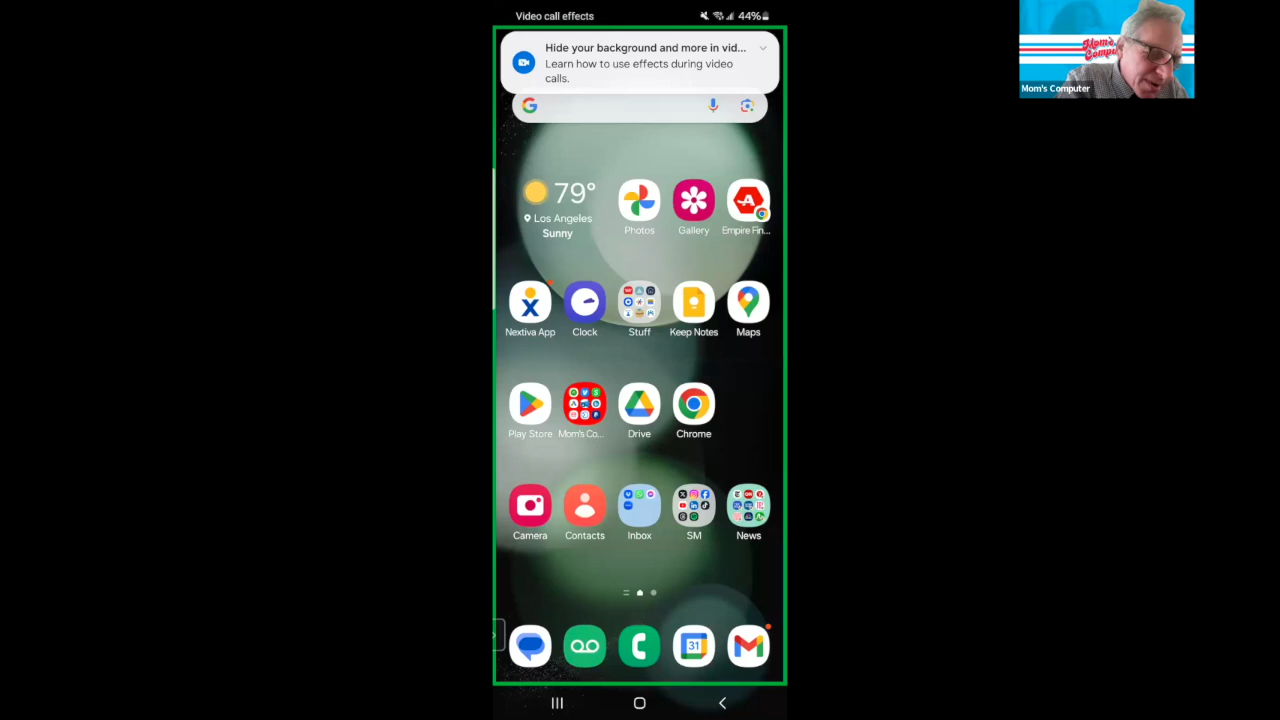 Video call effects
44%
Hide your background and more in vid...
Learn how to use effects during video
calls.
79°
Los Angeles
Sunny
Photos
Gallery
Empire Fin...
Nextiva App
Clock
Stuff
Keep Notes
Maps
Play Store
Mom's Co...
Drive
Chrome
Camera
Contacts
Inbox
SM
News
31
Mom's
Compu
Mom's Computer